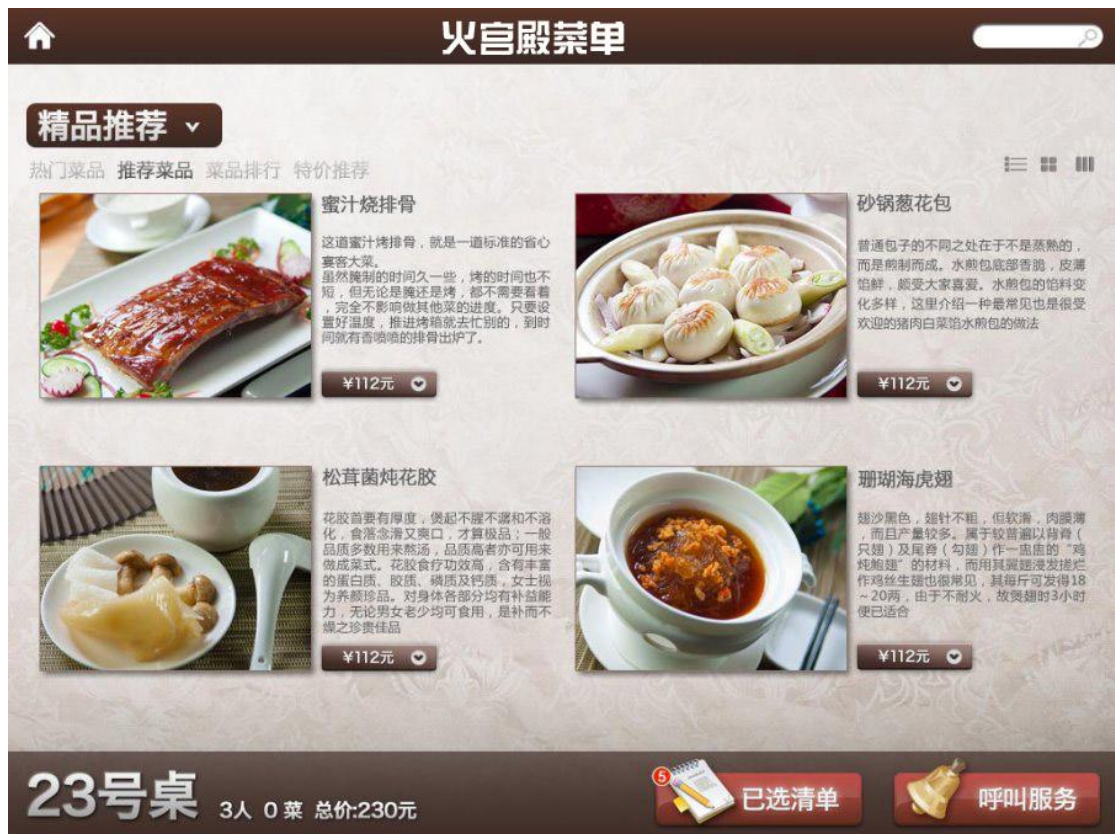 火宫殿菜单
精品推荐
热门菜品 推荐菜品 菜品排行 特价推荐
蜜汁烧排骨
这道蜜汁烤排骨，就是一道标准的省心
宴客大菜。
虽然腌制的时间久一些，烤的时间也不
短，但无论是腌还是烤，都不需要看着
，完全不影响做其他菜的进度。只要设
置好温度，推进烤箱就去忙别的，到时
间就有香喷喷的排骨出炉了。
¥112元
砂锅葱花包
普通包子的不同之处在于不是蒸熟的，
而是煎制而成。水煎包底部香脆，皮薄
馅鲜，颇受大家喜爱。水煎包的馅料变
化多样，这里介绍一种最常见也是很受
欢迎的猪肉白菜馅水煎包的做法
¥112元
松茸菌炖花胶
花胶首要有厚度，煲起不腥不潺和不溶
化，食落念滑又爽口，才算极品；一般
品质多数用来熬汤，品质高者亦可用来
做成菜式。花胶食疗功效高，含有丰富
的蛋白质、胶质、磷质及钙质，女士视
为养颜珍品。对身体各部分均有补益能
力，无论男女老少均可食用，是补而不
燥之珍贵佳品
¥112元
珊瑚海虎翅
翅沙黑色，翅针不粗，但软滑，肉膜薄
，而且产量较多。属于较普遍以背脊（
只翅）及尾脊（勾翅）作一盅盅的“鸡
炖鲍翅”的材料，而用其翼翅浸发搓烂
作鸡丝生翅也很常见，其每斤可发得18
～20两，由于不耐火，故煲翅时3小时
便已适合
¥112元
23号桌 3人 0 菜 总价:230元
5
已选清单
呼叫服务